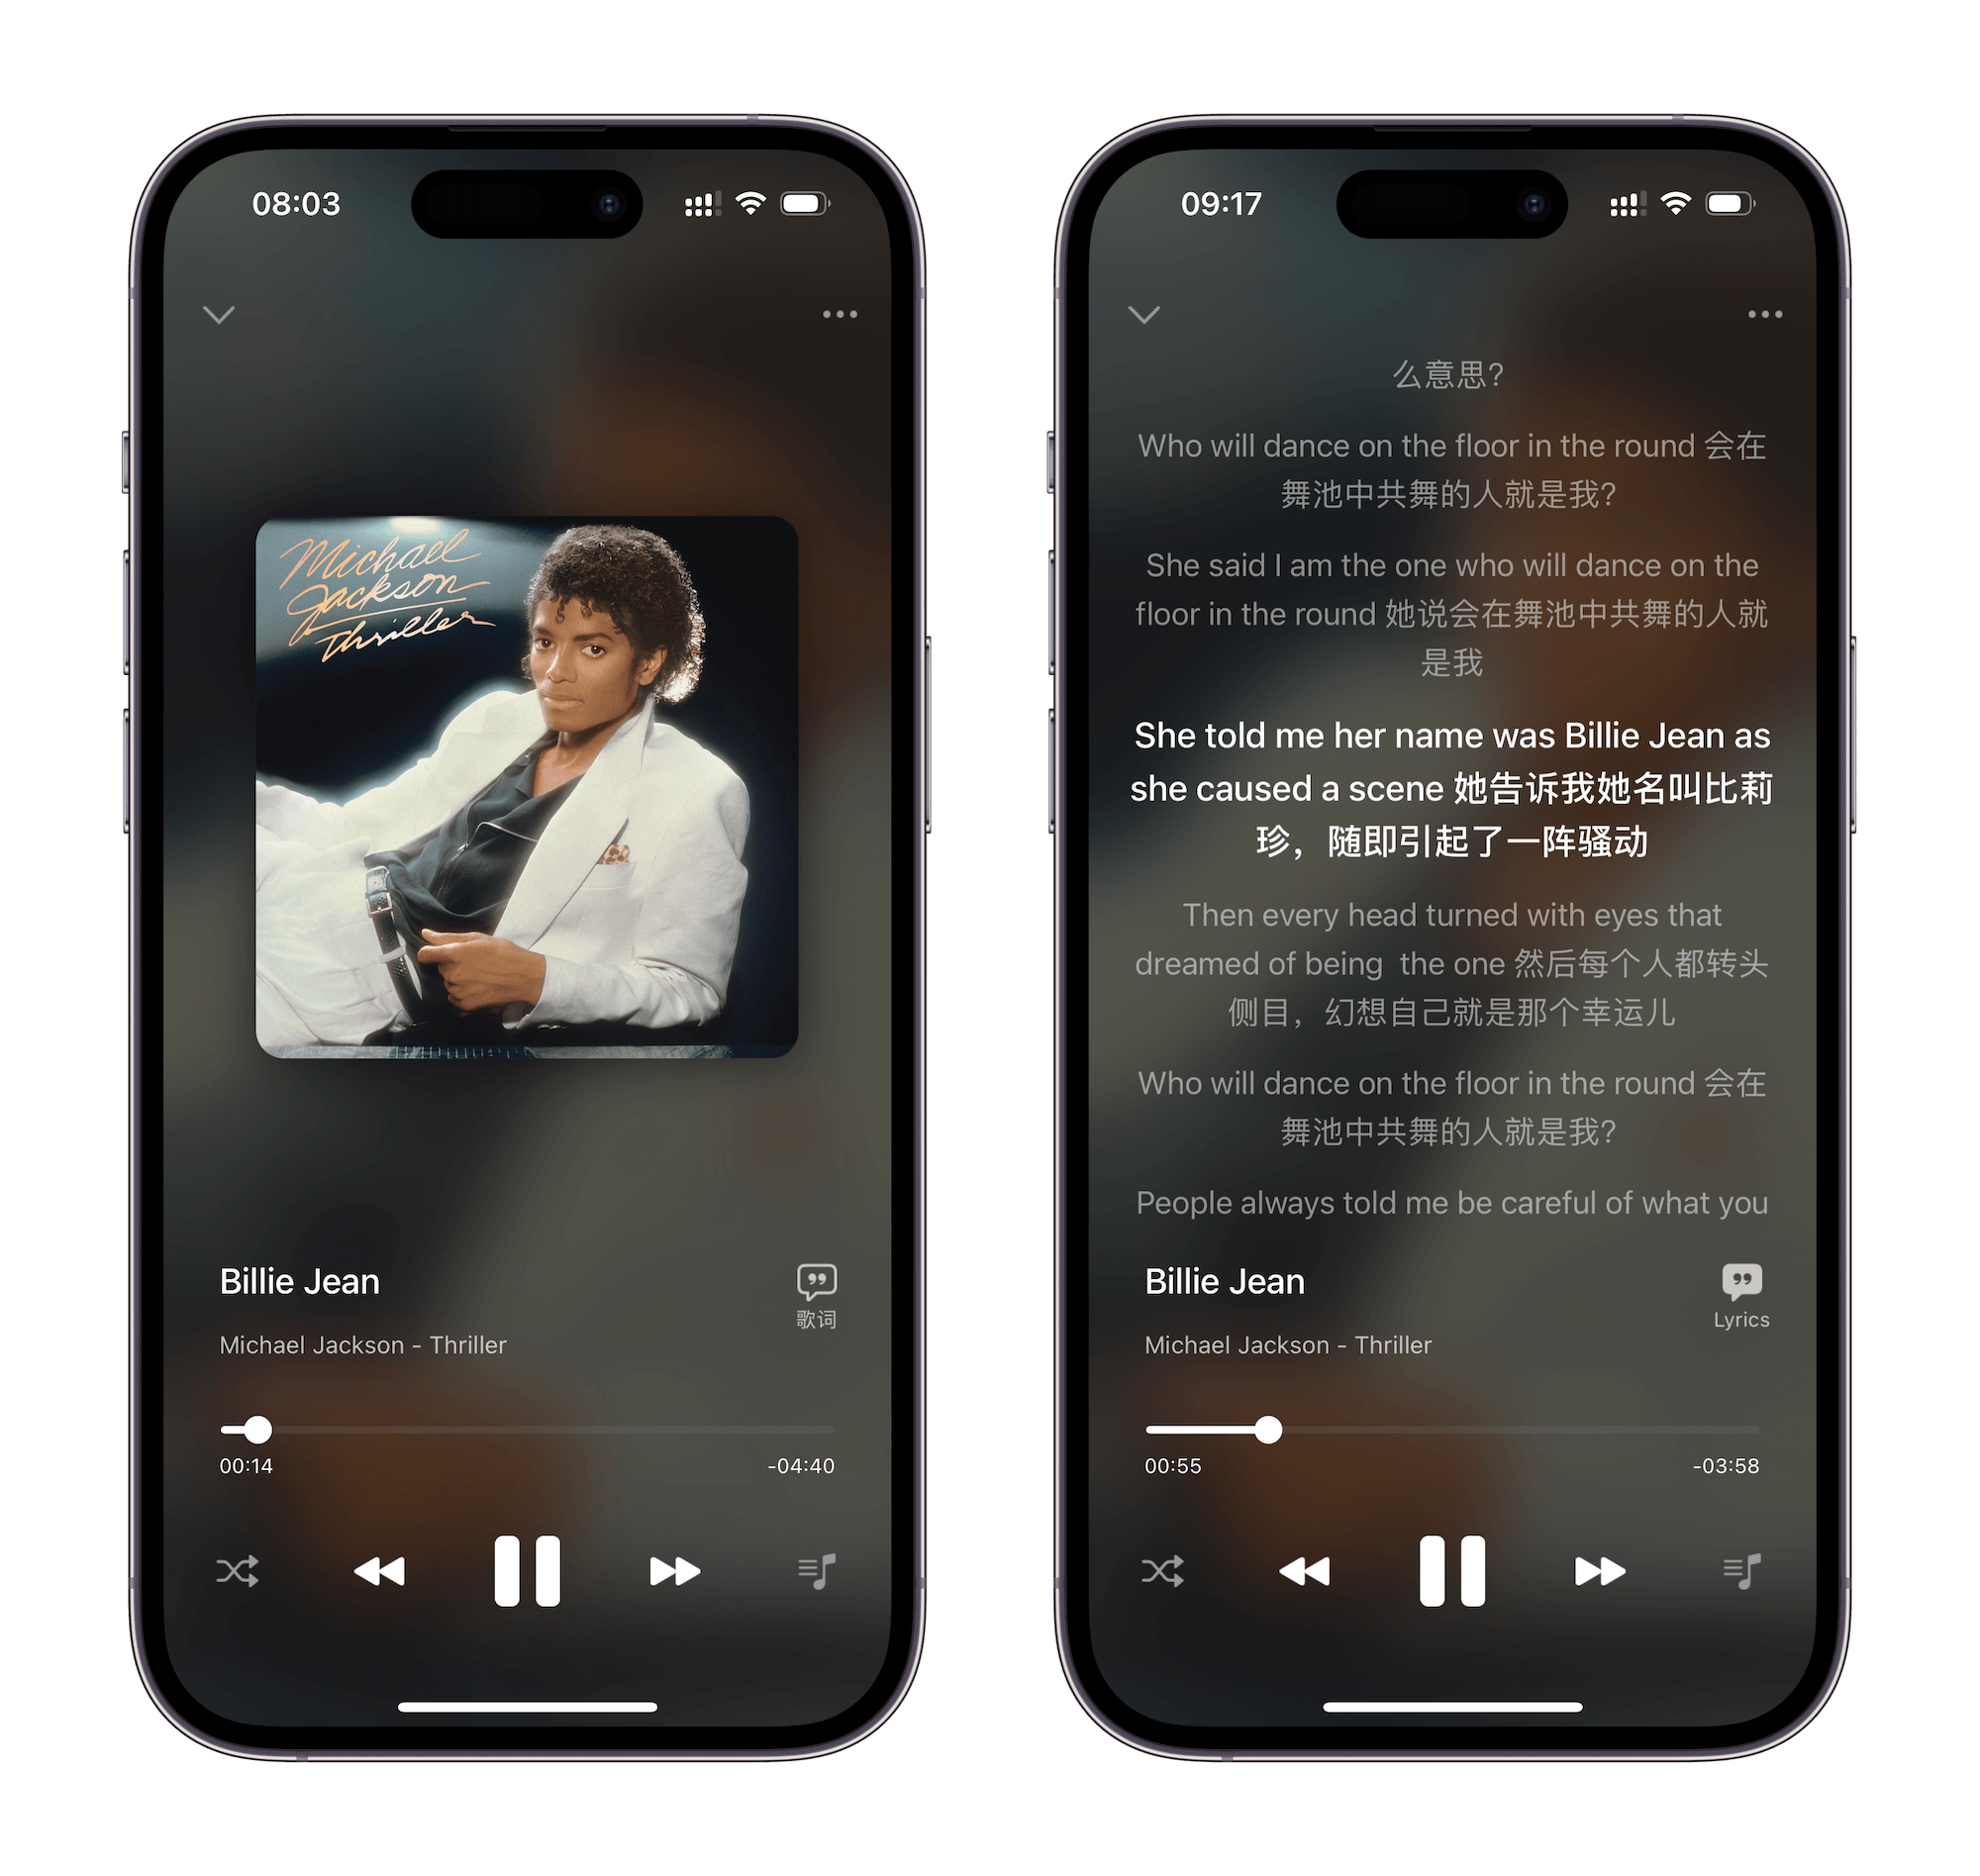 08:03
Michael
Jackson
Thriller
Billie Jean
歌词
Michael Jackson - Thriller
00:14
-04:40
09:17
么意思?
Who will dance on the floor in the round 会在
舞池中共舞的人就是我?
She said I am the one who will dance on the
floor in the round 她说会在舞池中共舞的人就
是我
She told me her name was Billie Jean as
she caused a scene 她告诉我她名叫比莉
珍，随即引起了一阵骚动
Then every head turned with eyes that
dreamed of being  the one 然后每个人都转头
侧目，幻想自己就是那个幸运儿
Who will dance on the floor in the round 会在
舞池中共舞的人就是我?
People always told me be careful of what you
Billie Jean
Lyrics
Michael Jackson - Thriller
00:55
-03:58